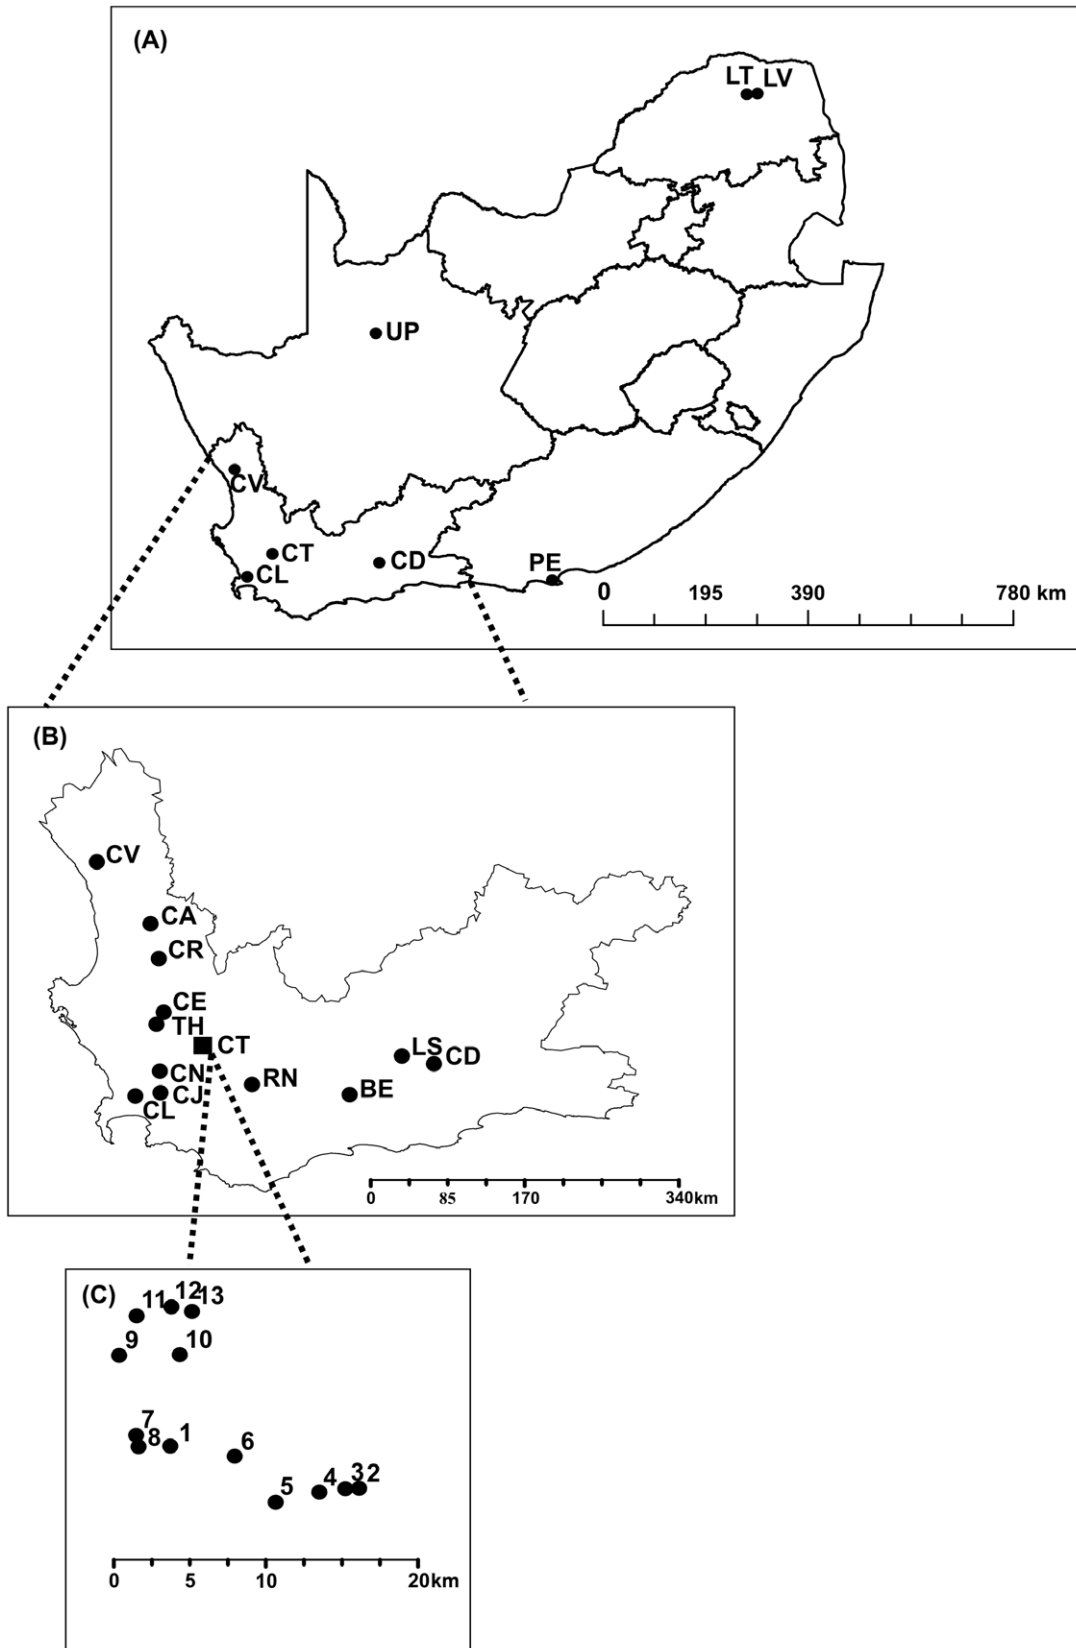 (A)
LT LV
UP
CV
CT
CD
CL
PE
0 195 390 780 km
(B)
CV
CA
CR
CE
TH
CT
LS
CD
CN
RN
CJ
BE
CL
0 85 170 340km
(C)
11 12 13
9 10
7
8 1
6
5 4 3 2
0 5 10 20km